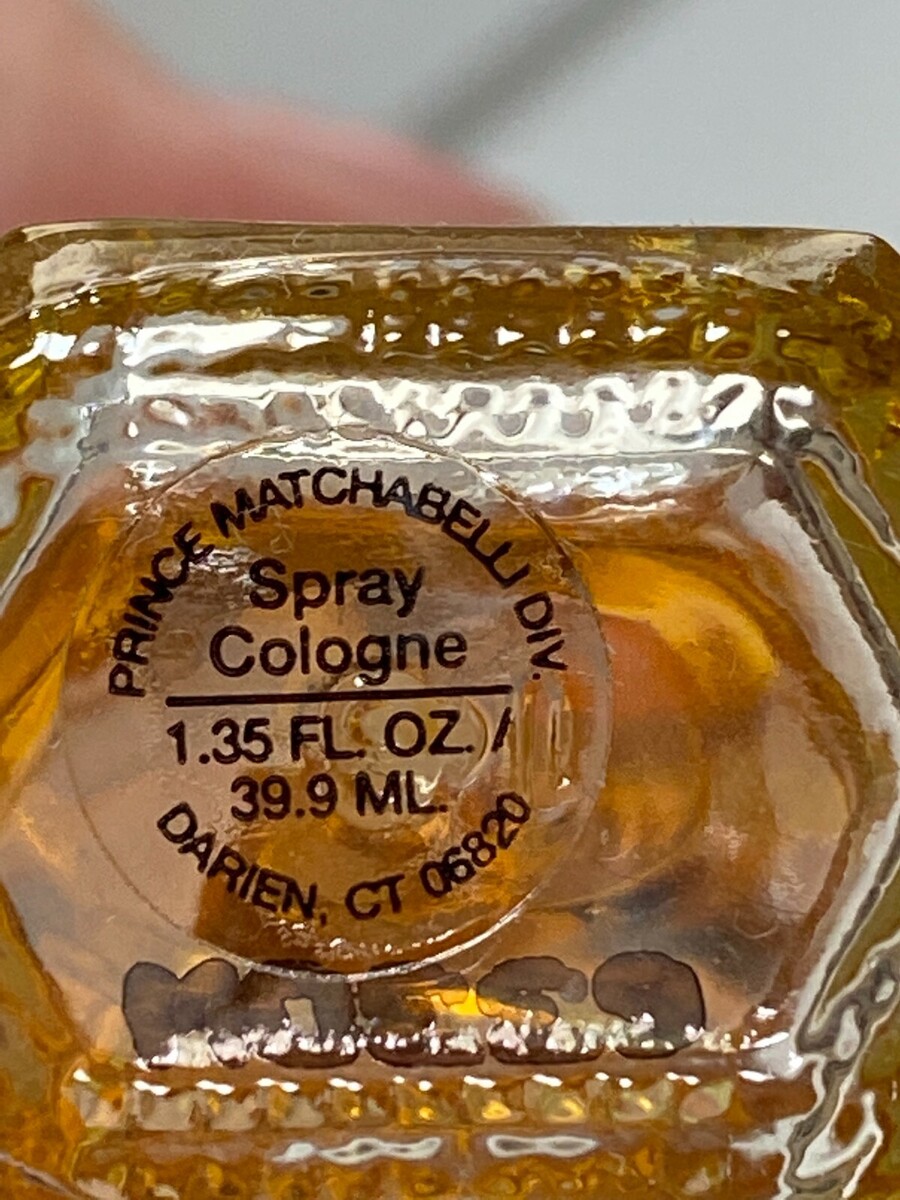 PRINCE MATCHABELLI DIV.
Spray
Cologne
1.35 FL. OZ. /
39.9 ML.
DARIEN, CT 06820